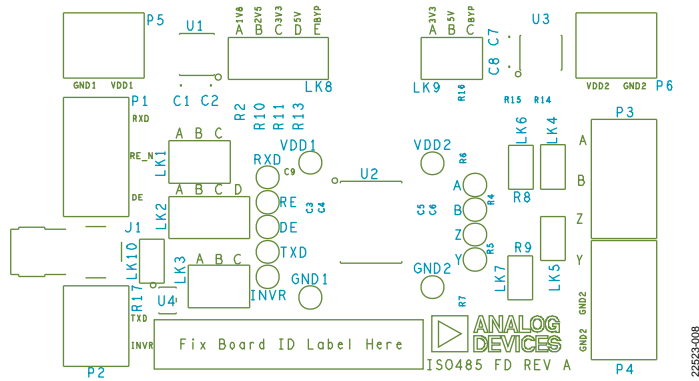 P5
GND1 VDD1
U1
C1 C2
1V8 2V5 3V3 5V BYP
A B C D E
LK8
3V3 5V BYP
A B C
LK9
C7
C8
U3
VDD2 GND2
P6
P1
RXD
RE_N
DE
A B C
LK1
A B C D
LK2
R2
R10
R11
R13
VDD1
RXD
C9
RE
DE
TXD
INVR
GND1
C3
C4
U2
C5
C6
VDD2
GND2
R16
R15 R14
R6
A
R4
B
Z
R5
Y
R7
LK6
LK4
R8
R9
LK7
LK5
P3
A
B
Z
Y
GND2
GND2
P4
J1
LK10
A B C
LK3
R17
U4
TXD
INVR
P2
Fix Board ID Label Here
ANALOG
DEVICES
ISO485 FD REV A
22523-008